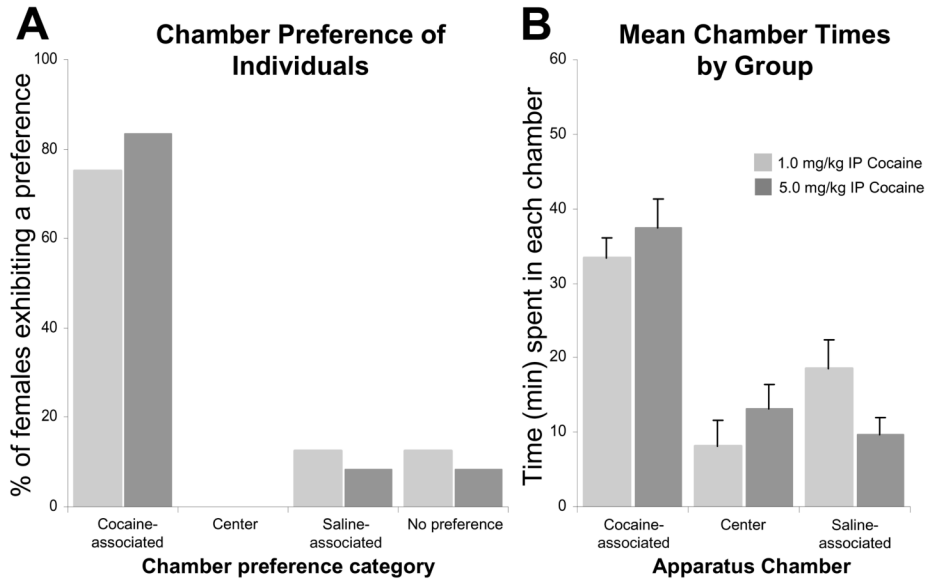 A
Chamber Preference of
Individuals
% of females exhibiting a preference
100
80
60
40
20
0
Cocaine-
associated
Center
Saline-
associated
No preference
Chamber preference category
B
Mean Chamber Times
by Group
Time (min) spent in each chamber
60
50
40
30
20
10
0
1.0 mg/kg IP Cocaine
5.0 mg/kg IP Cocaine
Cocaine-
associated
Center
Saline-
associated
Apparatus Chamber